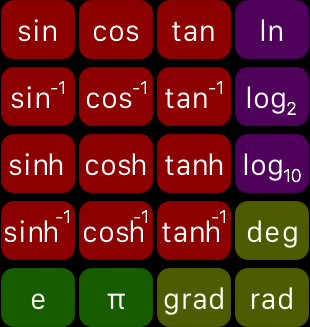 sin cos tan ln
sin⁻¹ cos⁻¹ tan⁻¹ log₂
sinh cosh tanh log₁₀
sinh⁻¹ cosh⁻¹ tanh⁻¹ deg
e π grad rad